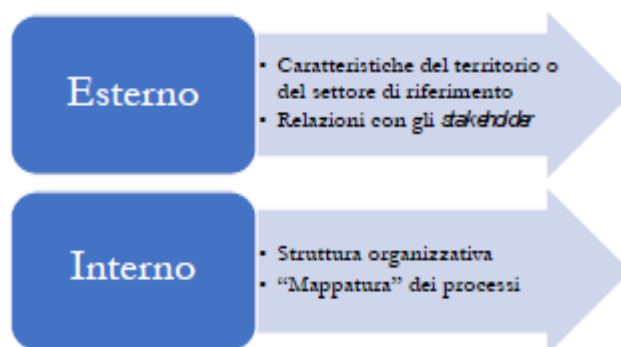 Esterno
• Caratteristiche del territorio o
del settore di riferimento
• Relazioni con gli stakeholder
Interno
• Struttura organizzativa
• “Mappatura” dei processi